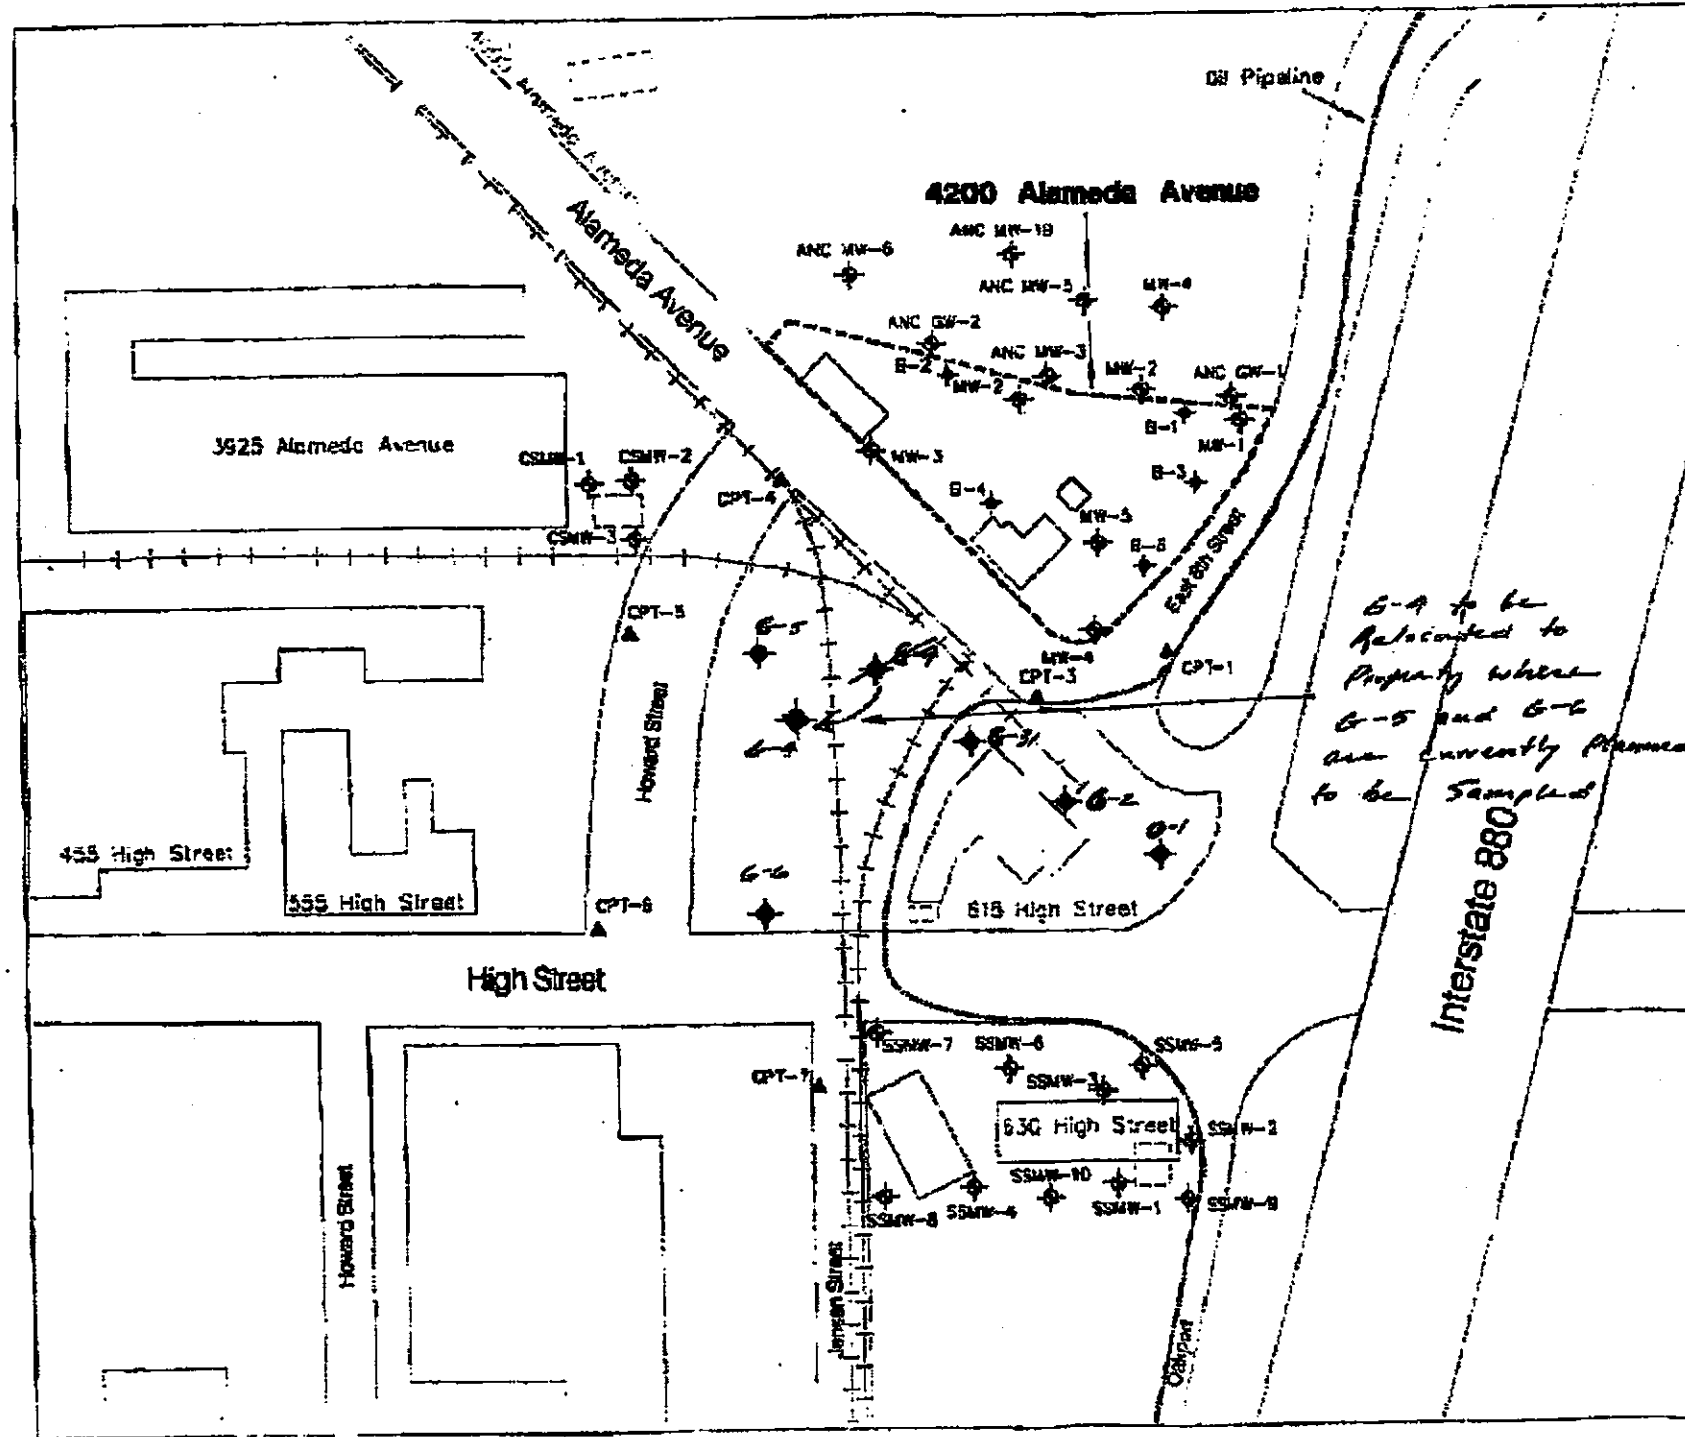 Oil Pipeline
4200 Alameda Avenue
ANC MW-6
ANC MW-19
ANC MW-5
MW-4
Alameda Avenue
ANC GW-2
ANC MW-3
B-2
MW-2
MW-2
ANC GW-1
B-1
MW-1
3925 Alameda Avenue
CSMW-1
CSMW-2
CPT-4
MW-3
B-3
B-4
MW-5
CSMW-3
East 8th Street
CPT-5
G-5
G-4
MW-4
CPT-1
CPT-3
G-4 to be
Relocated to
Property where
G-5 and G-6
are currently Planned
to be Sampled
G-4
G-3
Howard Street
G-2
455 High Street
555 High Street
G-6
CPT-6
615 High Street
Interstate 880
High Street
SSMW-7
SSMW-6
SSMW-5
CPT-7
SSMW-3
630 High Street
SSMW-2
SSMW-10
SSMW-8
SSMW-4
SSMW-1
SSMW-9
Howard Street
Jensen Street
Oakport